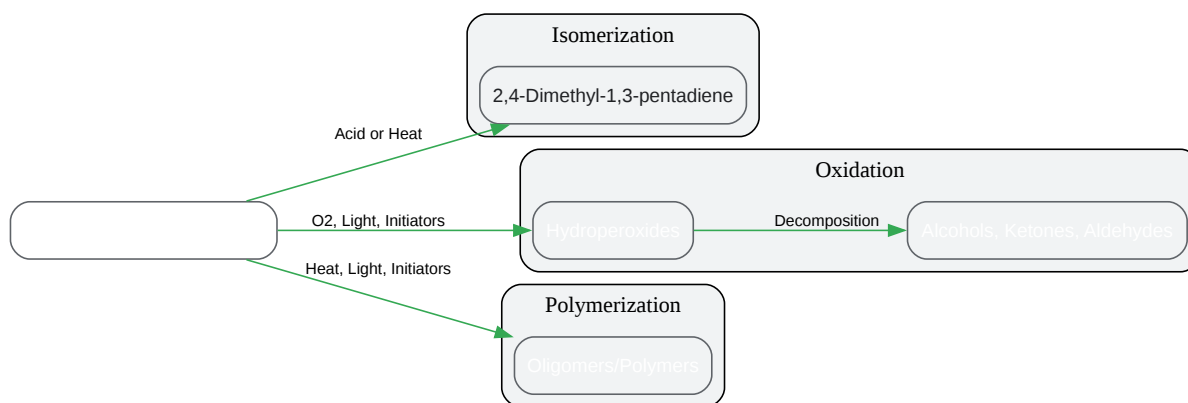 Isomerization
2,4-Dimethyl-1,3-pentadiene
Acid or Heat
Oxidation
O2, Light, Initiators
Hydroperoxides
Decomposition
Alcohols, Ketones, Aldehydes
Heat, Light, Initiators
Polymerization
Oligomers/Polymers